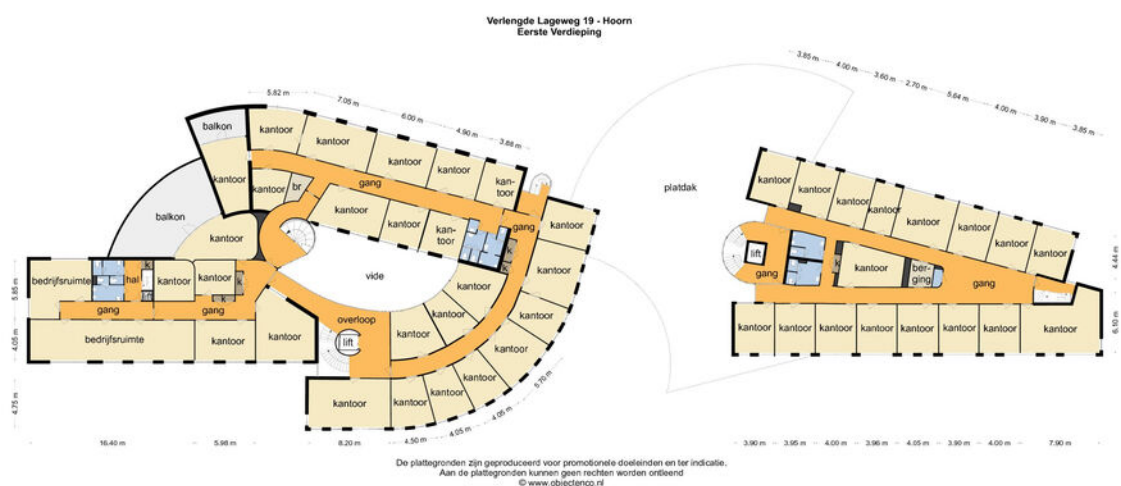 Verlengde Lageweg 19 - Hoorn
Eerste Verdieping
5.82 m
7.05 m
6.00 m
4.90 m
3.88 m
balkon
kantoor
kantoor
kantoor
kantoor
kan-
toor
kantoor
kantoor
br
gang
kantoor
kantoor
kan-
toor
gang
kantoor
k
k
balkon
kantoor
vide
bedrijfsruimte
hal
k
kantoor
kantoor
k
k
gang
gang
bedrijfsruimte
kantoor
kantoor
overloop
lift
kantoor
kantoor
kantoor
kantoor
kantoor
kantoor
kantoor
kantoor
kantoor
kantoor
kantoor
kantoor
kantoor
5.85 m
4.05 m
4.75 m
16.40 m
5.98 m
8.20 m
4.50 m
4.05 m
4.05 m
5.70 m
platdak
3.85 m
4.00 m
3.60 m
2.70 m
5.64 m
4.00 m
3.90 m
3.85 m
kantoor
kantoor
kantoor
kantoor
kantoor
kantoor
kantoor
kantoor
lift
gang
k
kantoor
ber-
ging
gang
kantoor
kantoor
kantoor
kantoor
kantoor
kantoor
kantoor
kantoor
4.44 m
6.10 m
3.90 m
3.95 m
4.00 m
3.96 m
4.05 m
3.90 m
4.00 m
7.90 m
De plattegronden zijn geproduceerd voor promotionele doeleinden en ter indicatie.
Aan de plattegronden kunnen geen rechten worden ontleend
© www.objectenco.nl